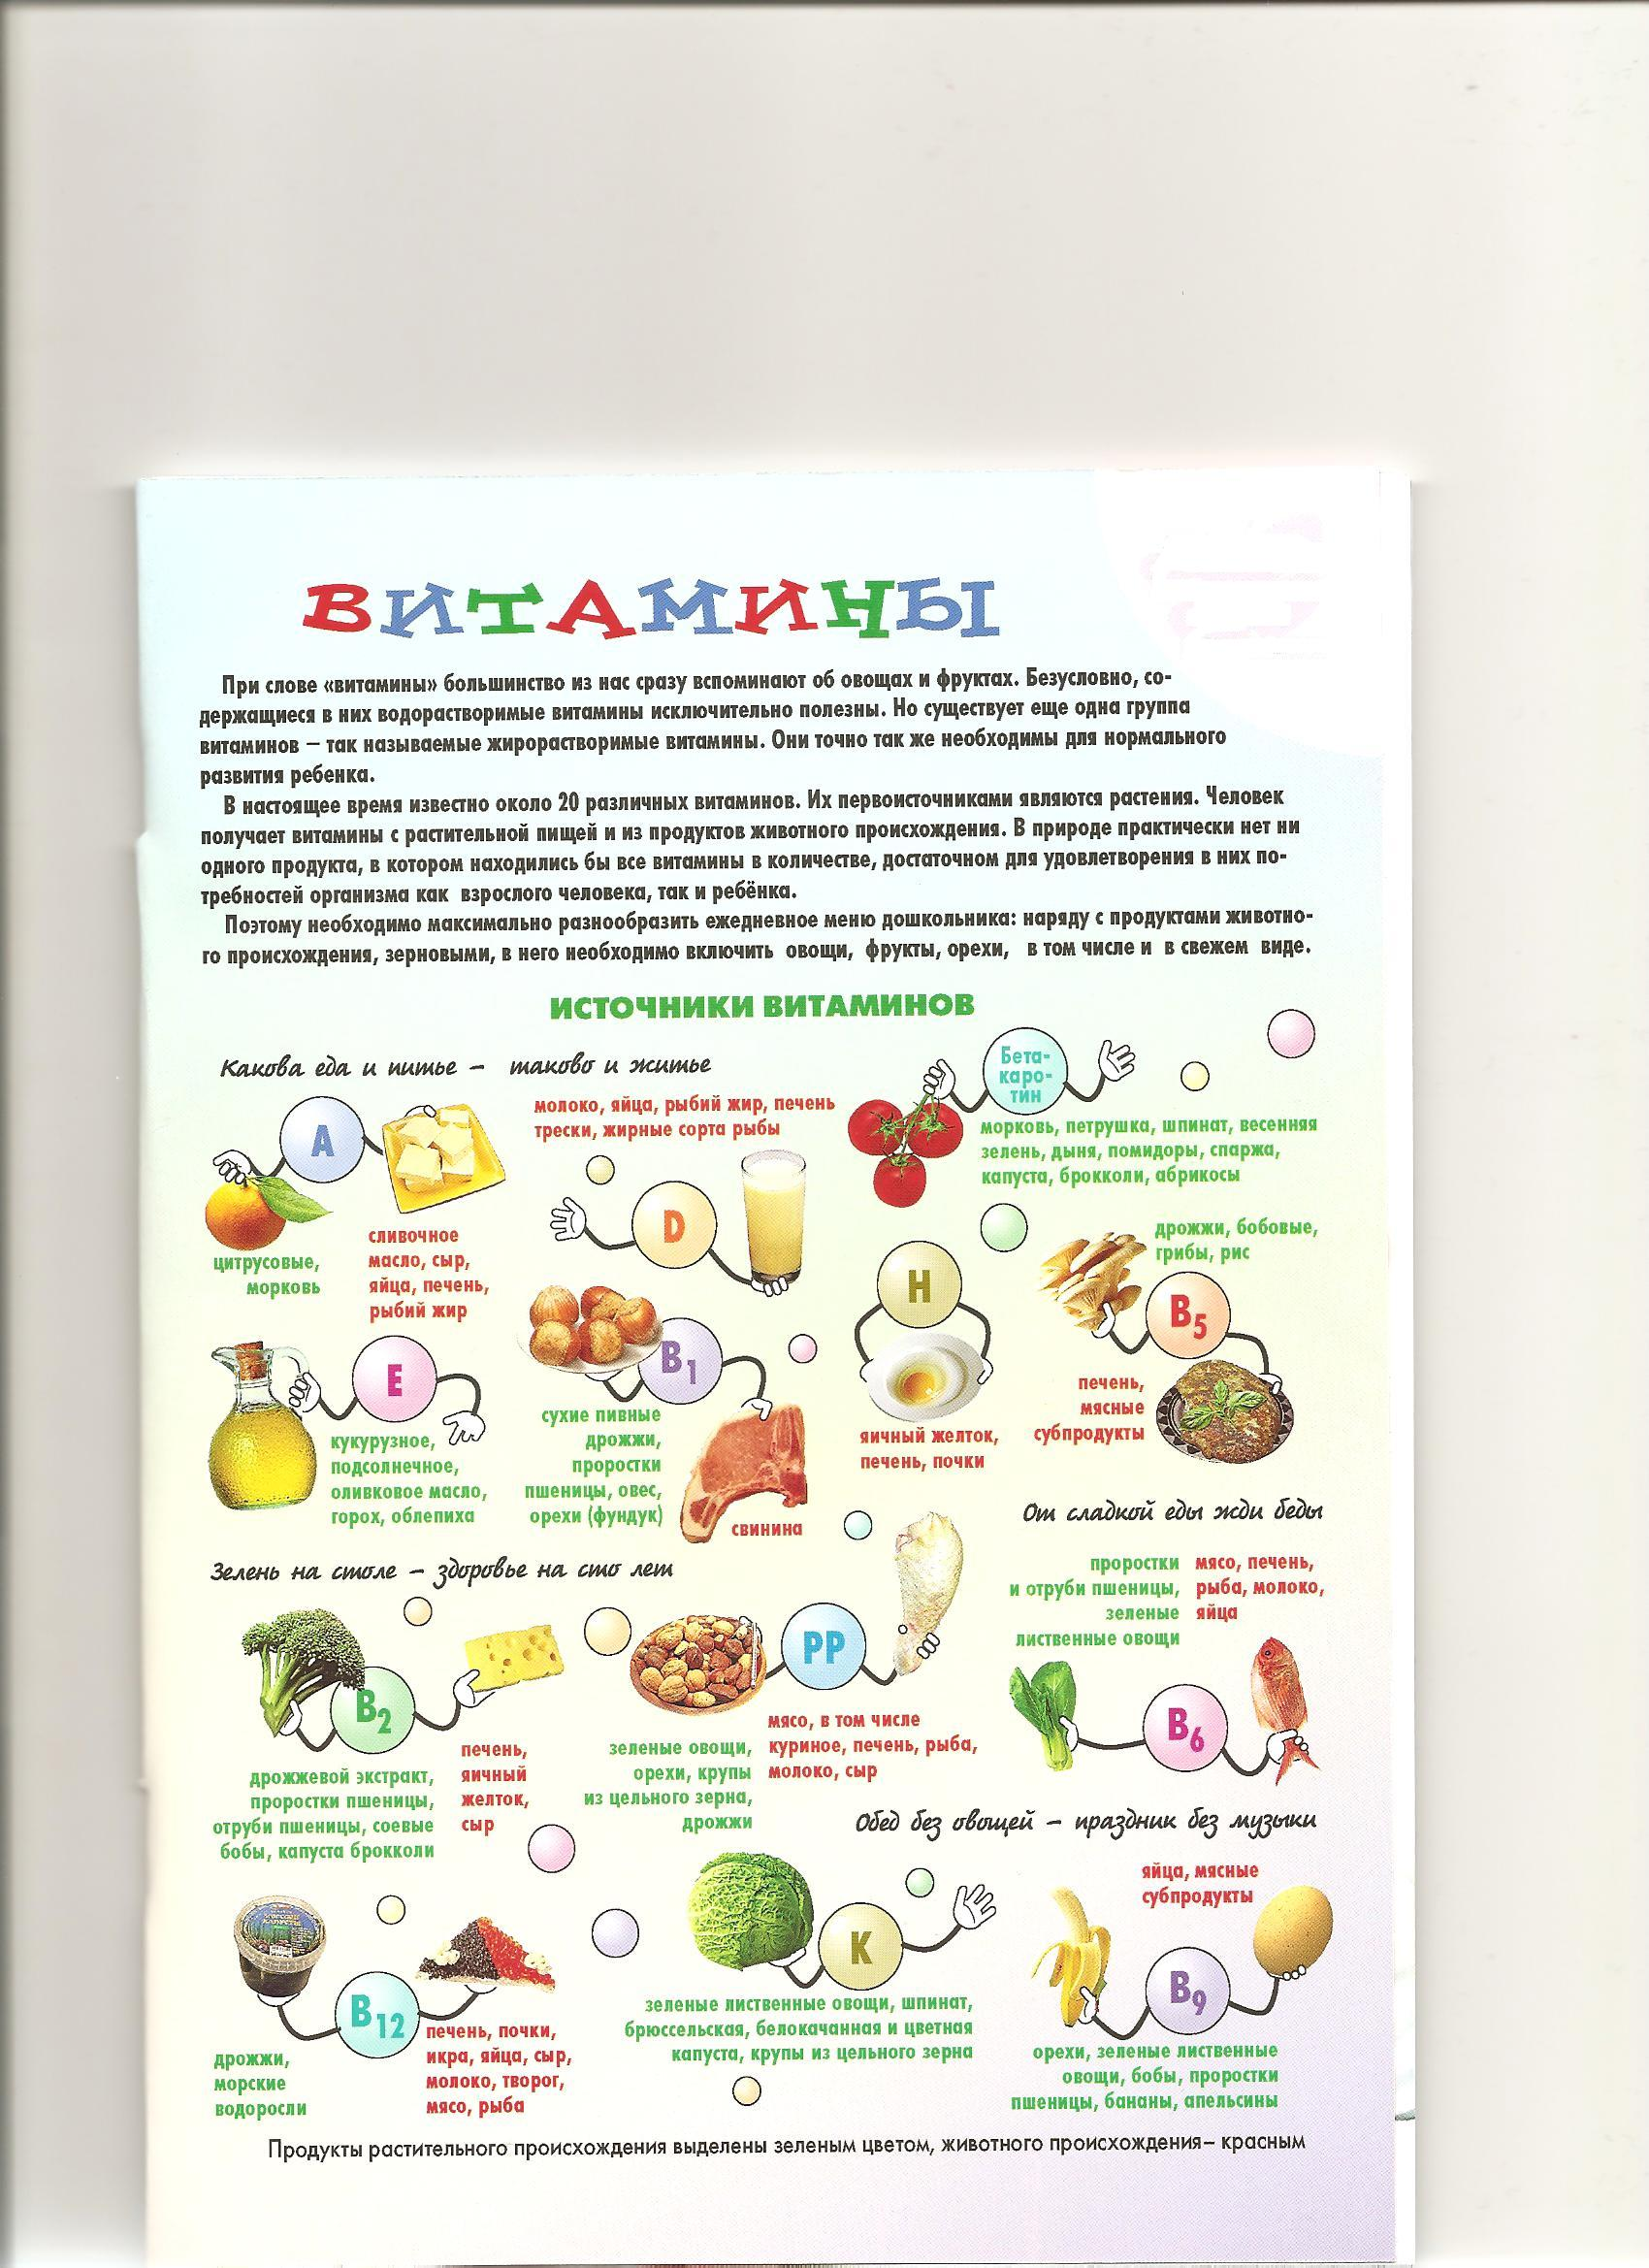 ВИТАМИНЫ
При слове «витамины» большинство из нас сразу вспоминают об овощах и фруктах. Безусловно, со-
держащиеся в них водорастворимые витамины исключительно полезны. Но существует еще одна группа
витаминов – так называемые жирорастворимые витамины. Они точно так же необходимы для нормального
развития ребенка.
В настоящее время известно около 20 различных витаминов. Их первоисточниками являются растения. Человек
получает витамины с растительной пищей и из продуктов животного происхождения. В природе практически нет ни
одного продукта, в котором находились бы все витамины в количестве, достаточном для удовлетворения в них по-
требностей организма как взрослого человека, так и ребёнка.
Поэтому необходимо максимально разнообразить ежедневное меню дошкольника: наряду с продуктами животно-
го происхождения, зерновыми, в него необходимо включить овощи, фрукты, орехи, в том числе и в свежем виде.
ИСТОЧНИКИ ВИТАМИНОВ
Какова еда и питье – таково и житье
A
цитрусовые,
морковь
сливочное
масло, сыр,
яйца, печень,
рыбий жир
молоко, яйца, рыбий жир, печень
трески, жирные сорта рыбы
D
Бета-
каро-
тин
морковь, петрушка, шпинат, весенняя
зелень, дыня, помидоры, спаржа,
капуста, брокколи, абрикосы
E
кукурузное,
подсолнечное,
оливковое масло,
горох, облепиха
B1
сухие пивные
дрожжи,
проростки
пшеницы, овес,
орехи (фундук)
свинина
H
яичный желток,
печень, почки
дрожжи, бобовые,
грибы, рис
B5
печень,
мясные
субпродукты
От сладкой еды жди беды
Зелень на столе – здоровье на сто лет
B2
дрожжевой экстракт,
проростки пшеницы,
отруби пшеницы, соевые
бобы, капуста брокколи
печень,
яичный
желток,
сыр
PP
зеленые овощи,
орехи, крупы
из цельного зерна,
дрожжи
мясо, в том числе
куриное, печень, рыба,
молоко, сыр
проростки
и отруби пшеницы,
зеленые
лиственные овощи
мясо, печень,
рыба, молоко,
яйца
B6
Обед без овощей – праздник без музыки
B12
дрожжи,
морские
водоросли
печень, почки,
икра, яйца, сыр,
молоко, творог,
мясо, рыба
K
зеленые лиственные овощи, шпинат,
брюссельская, белокачанная и цветная
капуста, крупы из цельного зерна
яйца, мясные
субпродукты
B9
орехи, зеленые лиственные
овощи, бобы, проростки
пшеницы, бананы, апельсины
Продукты растительного происхождения выделены зеленым цветом, животного происхождения– красным